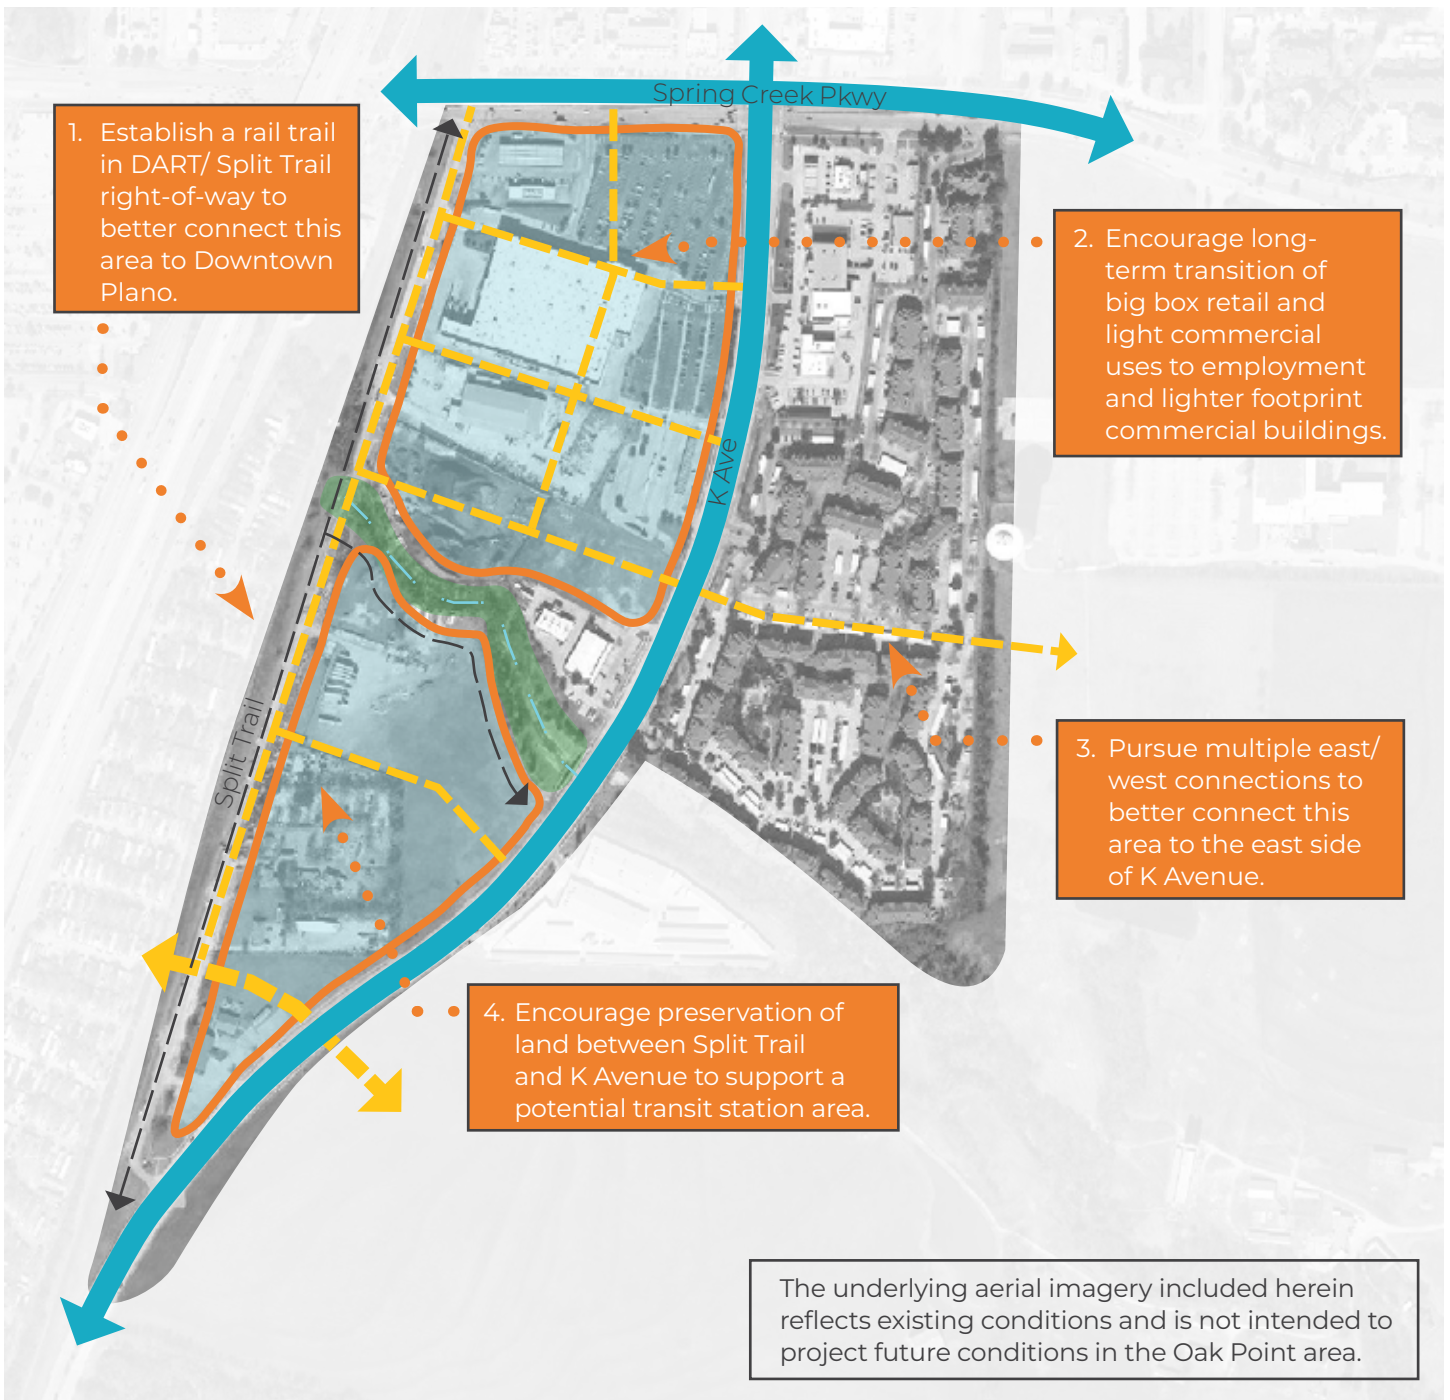 Spring Creek Pkwy
1. Establish a rail trail
in DART/ Split Trail
right-of-way to
better connect this
area to Downtown
Plano.
2. Encourage long-
term transition of
big box retail and
light commercial
uses to employment
and lighter footprint
commercial buildings.
K Ave
Split Trail
3. Pursue multiple east/
west connections to
better connect this
area to the east side
of K Avenue.
4. Encourage preservation of
land between Split Trail
and K Avenue to support a
potential transit station area.
The underlying aerial imagery included herein
reflects existing conditions and is not intended to
project future conditions in the Oak Point area.